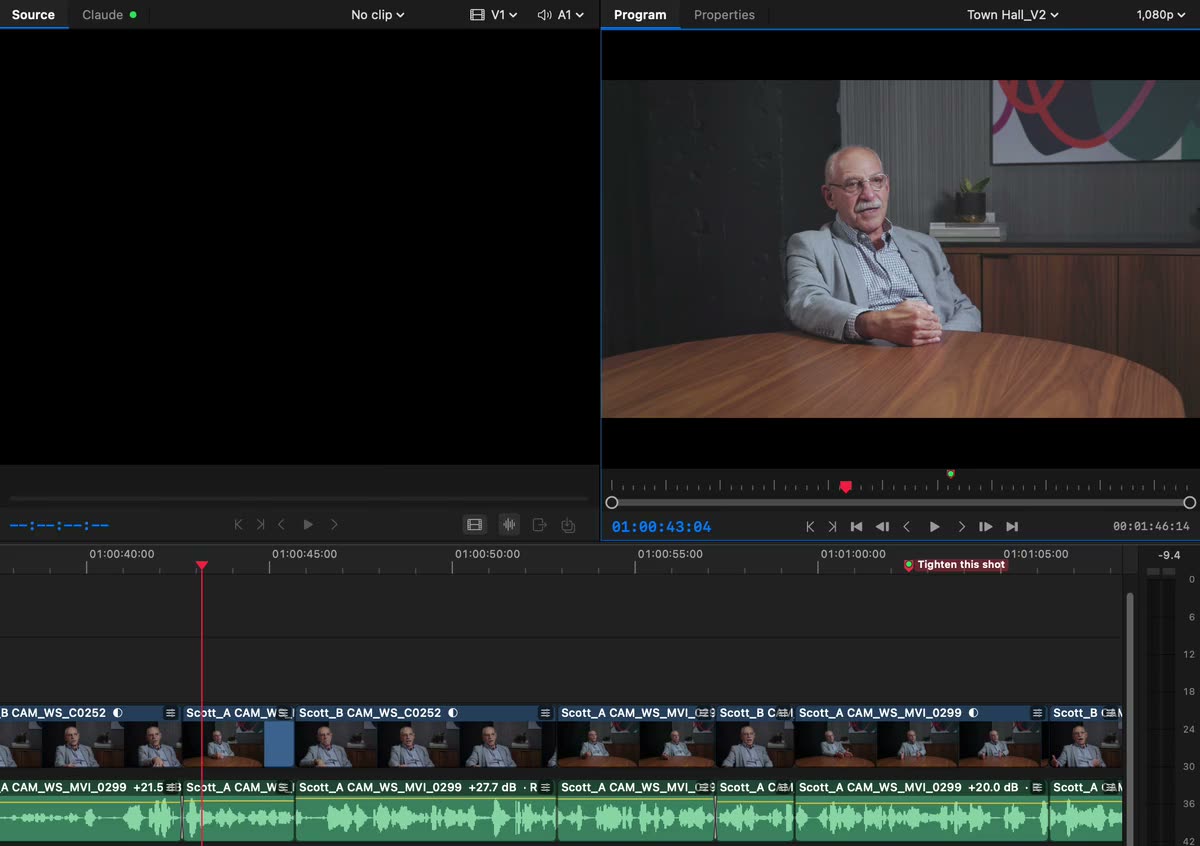 Source
Claude
No clip
V1
A1
Program
Properties
Town Hall_V2
1,080p
--:--:--:--
01:00:43:04
00:01:46:14
01:00:40:00
01:00:45:00
01:00:50:00
01:00:55:00
01:01:00:00
01:01:05:00
-9.4
Tighten this shot
0
6
12
18
24
30
36
42
B CAM_WS_C0252
Scott_A CAM_W
Scott_B CAM_WS_C0252
Scott_A CAM_WS_MVI_
Scott_B
Scott_A CAM_WS_MVI_0299
Scott_B
A CAM_WS_MVI_0299 +21.5
Scott_A CAM_W
Scott_A CAM_WS_MVI_0299 +27.7 dB · R
Scott_A CAM_WS_MVI_
Scott_A
Scott_A CAM_WS_MVI_0299 +20.0 dB ·
Scott_A